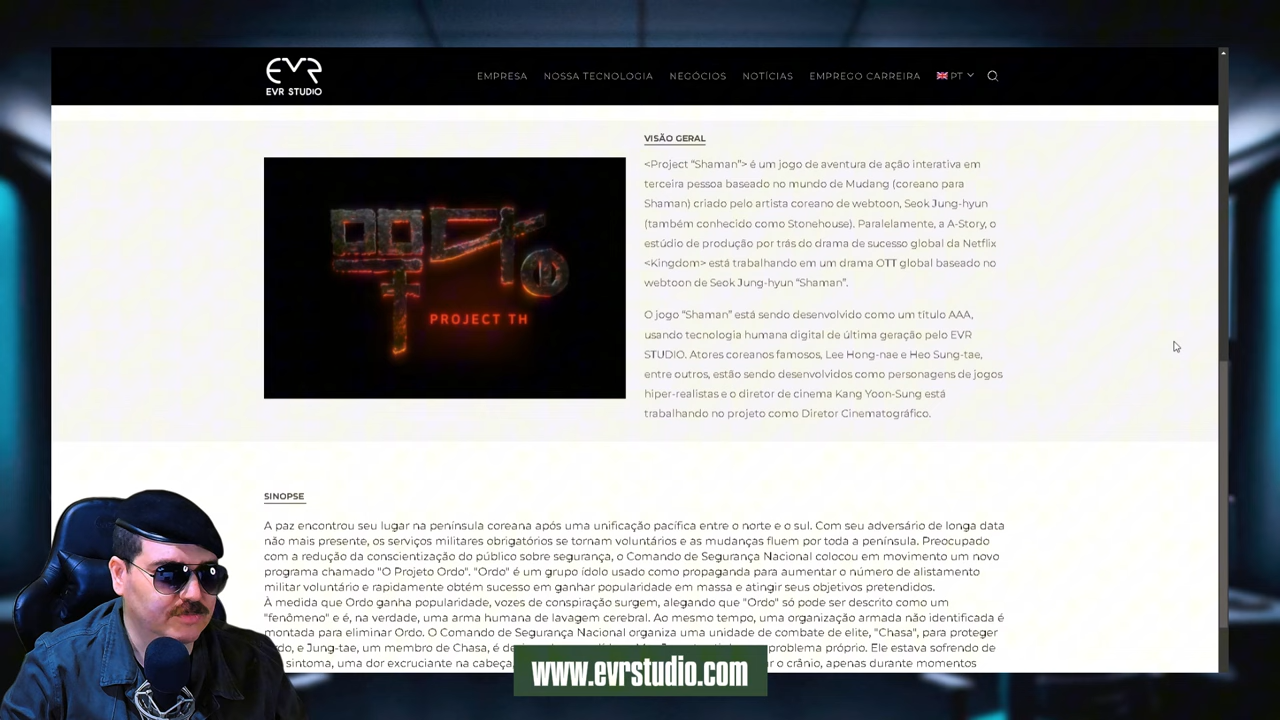 EVR STUDIO
EMPRESA NOSSA TECNOLOGIA NEGÓCIOS NOTÍCIAS EMPREGO CARREIRA PT
VISÃO GERAL
<Project “Shaman”> é um jogo de aventura de ação interativa em
terceira pessoa baseado no mundo de Mudang (coreano para
Shaman) criado pelo artista coreano de webtoon, Seok Jung-hyun
(também conhecido como Stonehouse). Paralelamente, a A-Story, o
estúdio de produção por trás do drama de sucesso global da Netflix
<Kingdom> está trabalhando em um drama OTT global baseado no
webtoon de Seok Jung-hyun “Shaman”.
O jogo “Shaman” está sendo desenvolvido como um título AAA,
usando tecnologia humana digital de última geração pelo EVR
STUDIO. Atores coreanos famosos, Lee Hong-nae e Heo Sung-tae,
entre outros, estão sendo desenvolvidos como personagens de jogos
hiper-realistas e o diretor de cinema Kang Yoon-Sung está
trabalhando no projeto como Diretor Cinematográfico.
PROJECT TH
SINOPSE
A paz encontrou seu lugar na península coreana após uma unificação pacífica entre o norte e o sul. Com seu adversário de longa data
não mais presente, os serviços militares obrigatórios se tornam voluntários e as mudanças fluem por toda a península. Preocupado
com a redução da conscientização do público sobre segurança, o Comando de Segurança Nacional colocou em movimento um novo
programa chamado "O Projeto Ordo". "Ordo" é um grupo ídolo usado como propaganda para aumentar o número de alistamento
militar voluntário e rapidamente obtém sucesso em ganhar popularidade em massa e atingir seus objetivos pretendidos.
À medida que Ordo ganha popularidade, vozes de conspiração surgem, alegando que "Ordo" só pode ser descrito como um
"fenômeno" e é, na verdade, uma arma humana de lavagem cerebral. Ao mesmo tempo, uma organização armada não identificada é
montada para eliminar Ordo. O Comando de Segurança Nacional organiza uma unidade de combate de elite, "Chasa", para proteger
e Jung-tae, um membro de Chasa, é problema próprio. Ele estava sofrendo de
sintoma, uma dor excruciante na cabeça, o crânio, apenas durante momentos
www.evrstudio.com